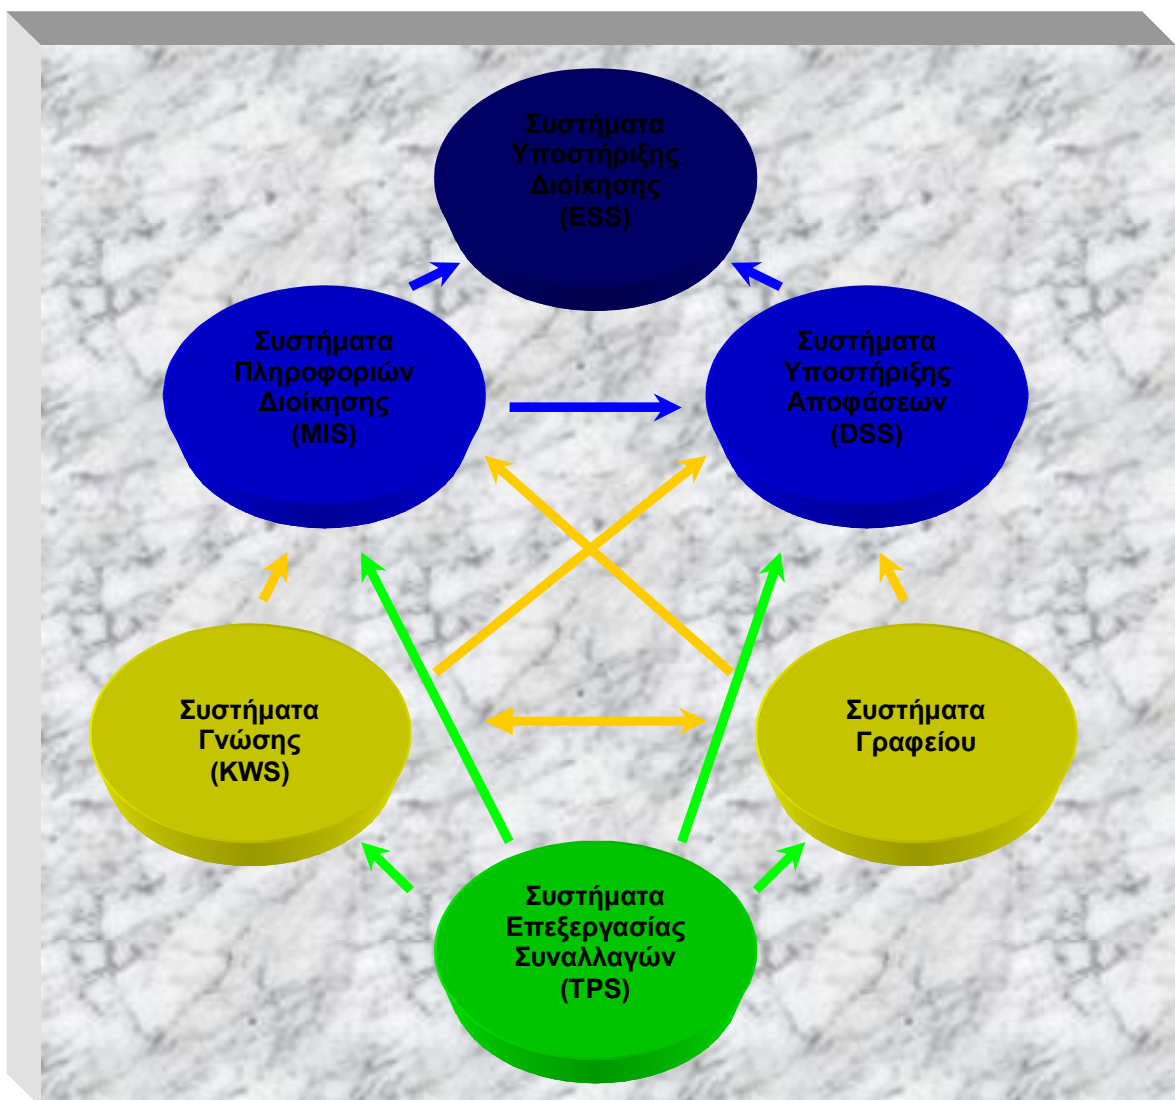 Συστήματα
Υποστήριξης
Διοίκησης
(ESS)
Συστήματα
Πληροφοριών
Διοίκησης
(MIS)
Συστήματα
Υποστήριξης
Αποφάσεων
(DSS)
Συστήματα
Γνώσης
(KWS)
Συστήματα
Γραφείου
Συστήματα
Επεξεργασίας
Συναλλαγών
(TPS)